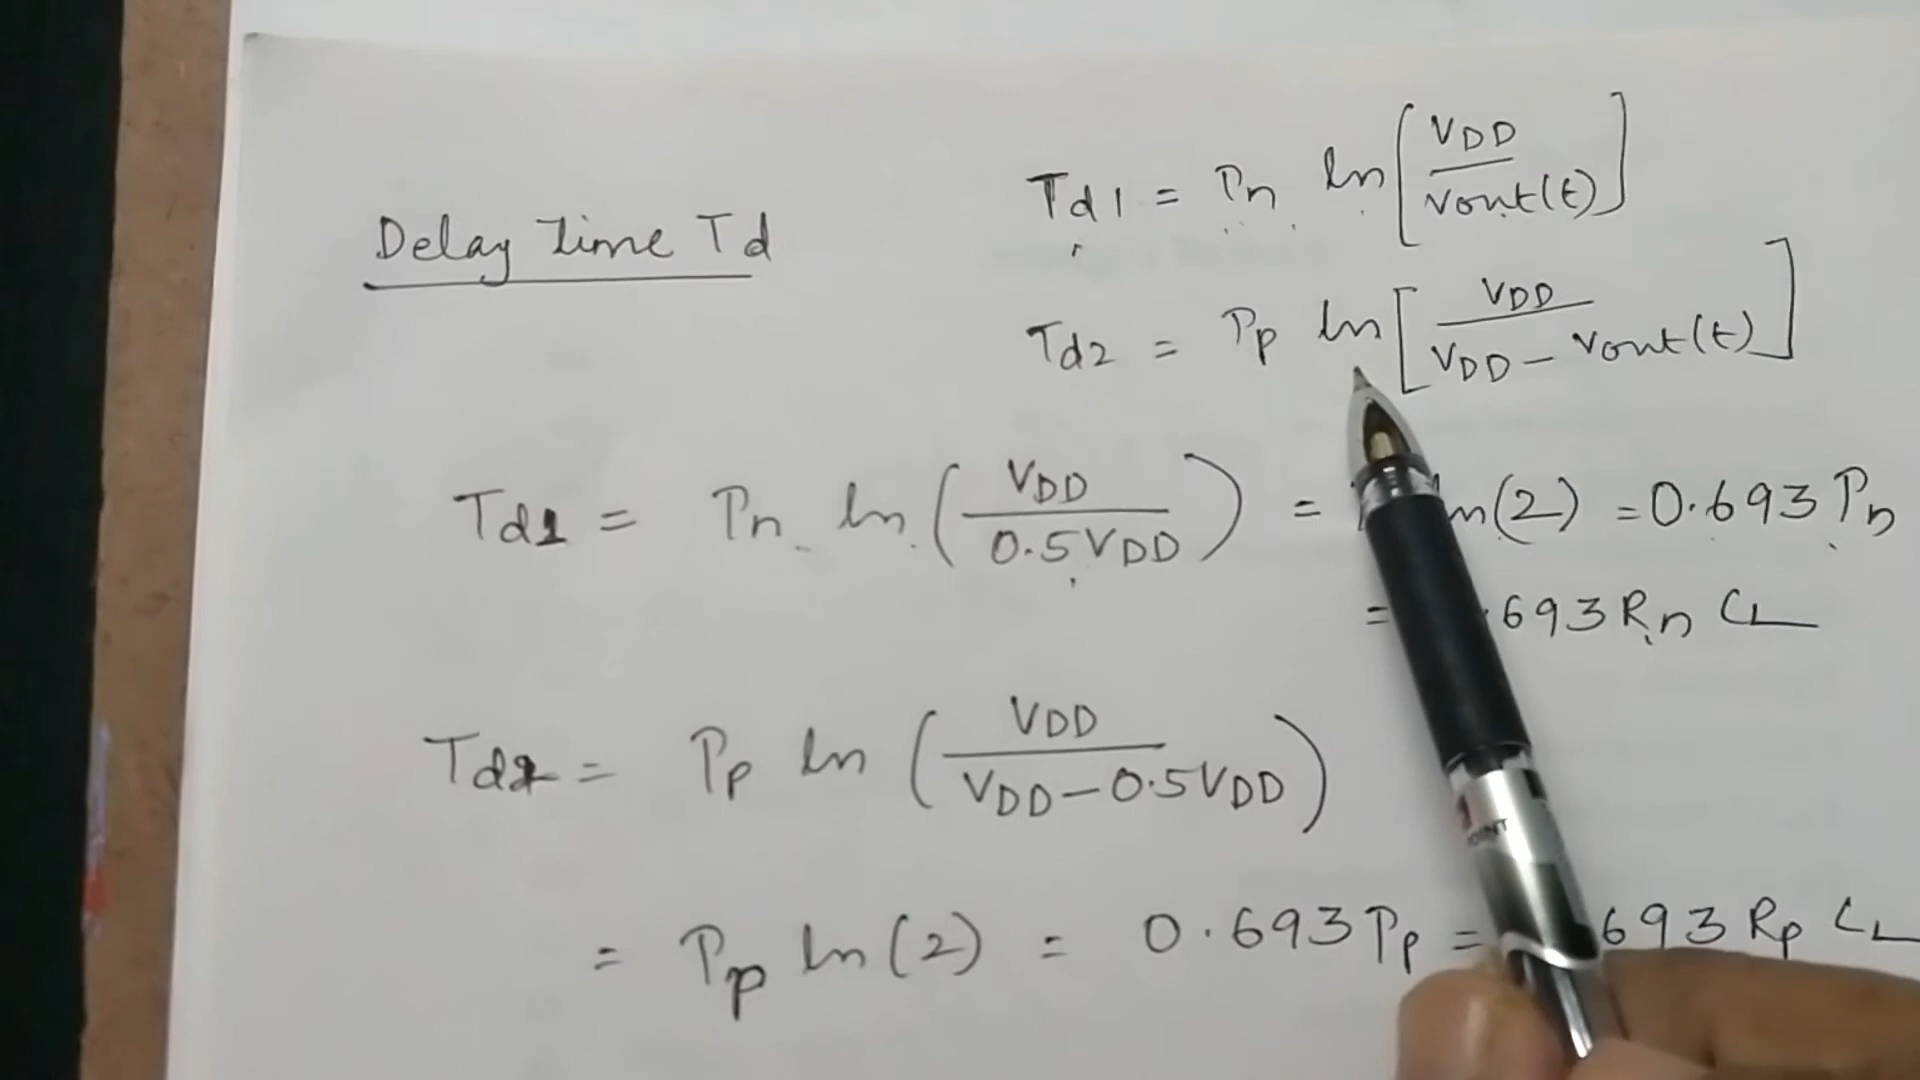 Delay Time Td
Td1 = Pn ln[VDD / Vout(t)]
Td2 = Pp ln[VDD / VDD - Vout(t)]
Td1 = Pn ln(VDD / 0.5VDD) = ln(2) = 0.693 Pn
= .693 Rn CL
Td2 = Pp ln(VDD / VDD - 0.5VDD)
= Pp ln(2) = 0.693 Pp = .693 Rp CL